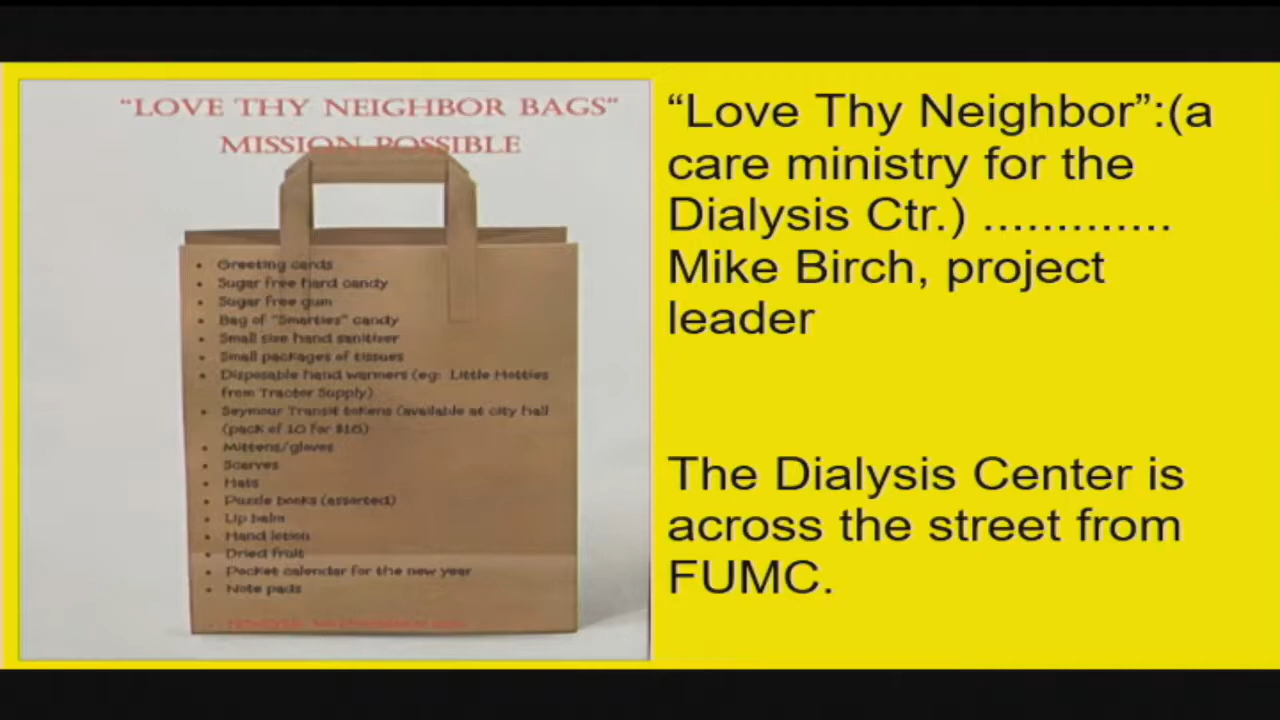 “LOVE THY NEIGHBOR BAGS”
MISSION POSSIBLE
• Greeting cards
• Sugar free hard candy
• Sugar free gum
• Bag of "Smarties" candy
• Small size hand sanitizer
• Small packages of tissues
• Disposable hand warmers (eg: Little Hotties
from Tractor Supply)
• Seymour Transit tokens (available at city hall
(pack of 10 for $16)
• Mittens/gloves
• Scarves
• Hats
• Puzzle books (assorted)
• Lip balm
• Hand lotion
• Dried fruit
• Pocket calendar for the new year
• Note pads
“Love Thy Neighbor”:(a
care ministry for the
Dialysis Ctr.) .............
Mike Birch, project
leader
The Dialysis Center is
across the street from
FUMC.